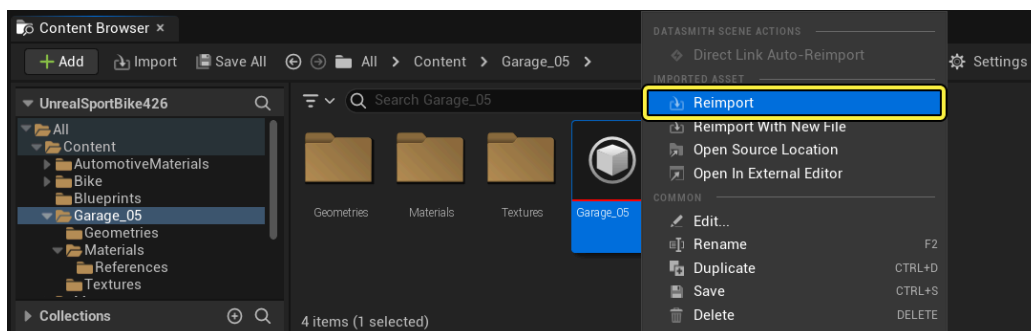 Content Browser ×
Add Import Save All All > Content > Garage_05 > Settings
UnrealSportBike426
Search Garage_05
All
Content
AutomotiveMaterials
Bike
Blueprints
Garage_05
Geometries
Materials
References
Textures
Collections
Geometries Materials Textures Garage_05
4 items (1 selected)
DATASMITH SCENE ACTIONS
Direct Link Auto-Reimport
IMPORTED ASSET
Reimport
Reimport With New File
Open Source Location
Open In External Editor
COMMON
Edit...
Rename F2
Duplicate CTRL+D
Save CTRL+S
Delete DELETE